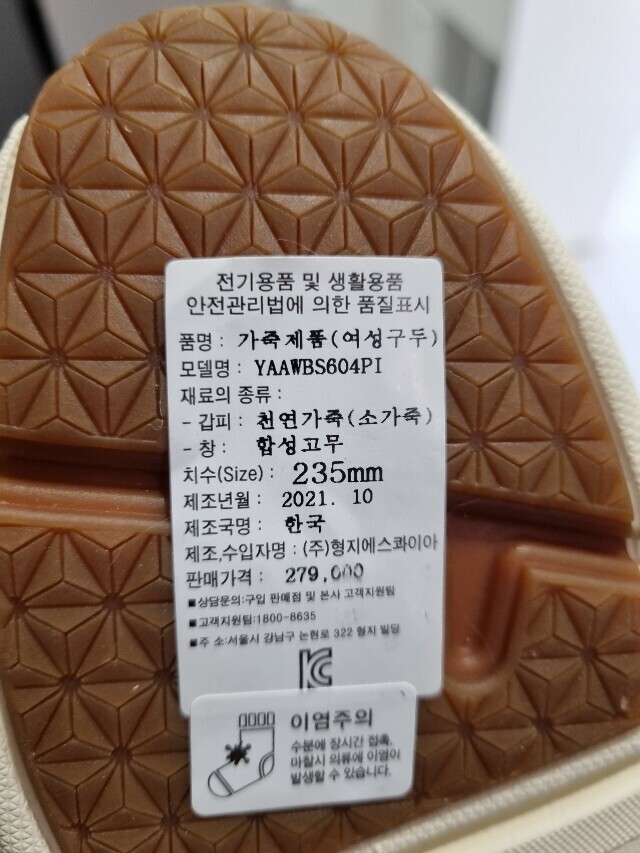 전기용품 및 생활용품
안전관리법에 의한 품질표시
품명 : 가죽제품(여성구두)
모델명 : YAAWBS604PI
재료의 종류 :
- 갑피 : 천연가죽(소가죽)
- 창 : 합성고무
치수(Size) : 235mm
제조년월 : 2021. 10
제조국명 : 한국
제조,수입자명 : (주)형지에스콰이아
판매가격 : 279,000
■상담문의:구입 판매점 및 본사 고객지원팀
■고객지원팀:1800-8635
■주 소:서울시 강남구 논현로 322 형지 빌딩
KC
이염주의
수분에 장시간 접촉,
마찰시 의류에 이염이
발생할 수 있습니다.